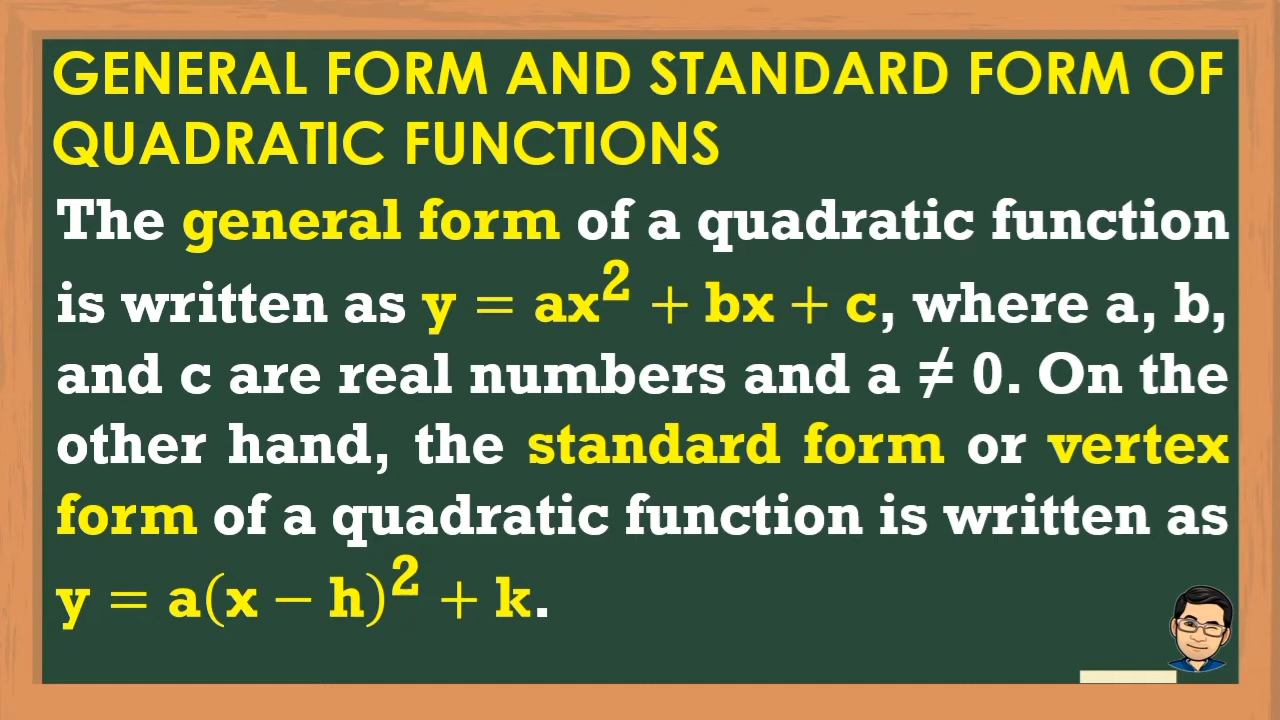 GENERAL FORM AND STANDARD FORM OF
QUADRATIC FUNCTIONS
The general form of a quadratic function
is written as y = ax² + bx + c, where a, b,
and c are real numbers and a ≠ 0. On the
other hand, the standard form or vertex
form of a quadratic function is written as
y = a(x − h)² + k.